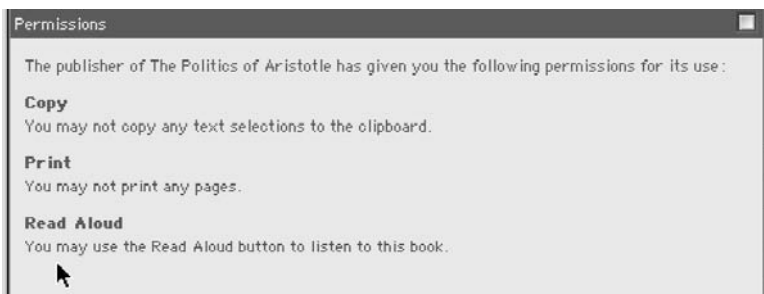 Permissions
The publisher of The Politics of Aristotle has given you the following permissions for its use:
Copy
You may not copy any text selections to the clipboard.
Print
You may not print any pages.
Read Aloud
You may use the Read Aloud button to listen to this book.